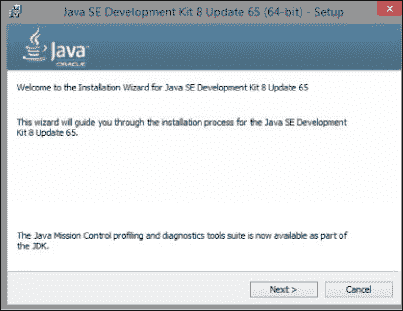 Java SE Development Kit 8 Update 65 (64-bit) - Setup
Java
ORACLE
Welcome to the Installation Wizard for Java SE Development Kit 8 Update 65
This wizard will guide you through the installation process for the Java SE Development
Kit 8 Update 65.
The Java Mission Control profiling and diagnostics tools suite is now available as part of
the JDK.
Next >
Cancel